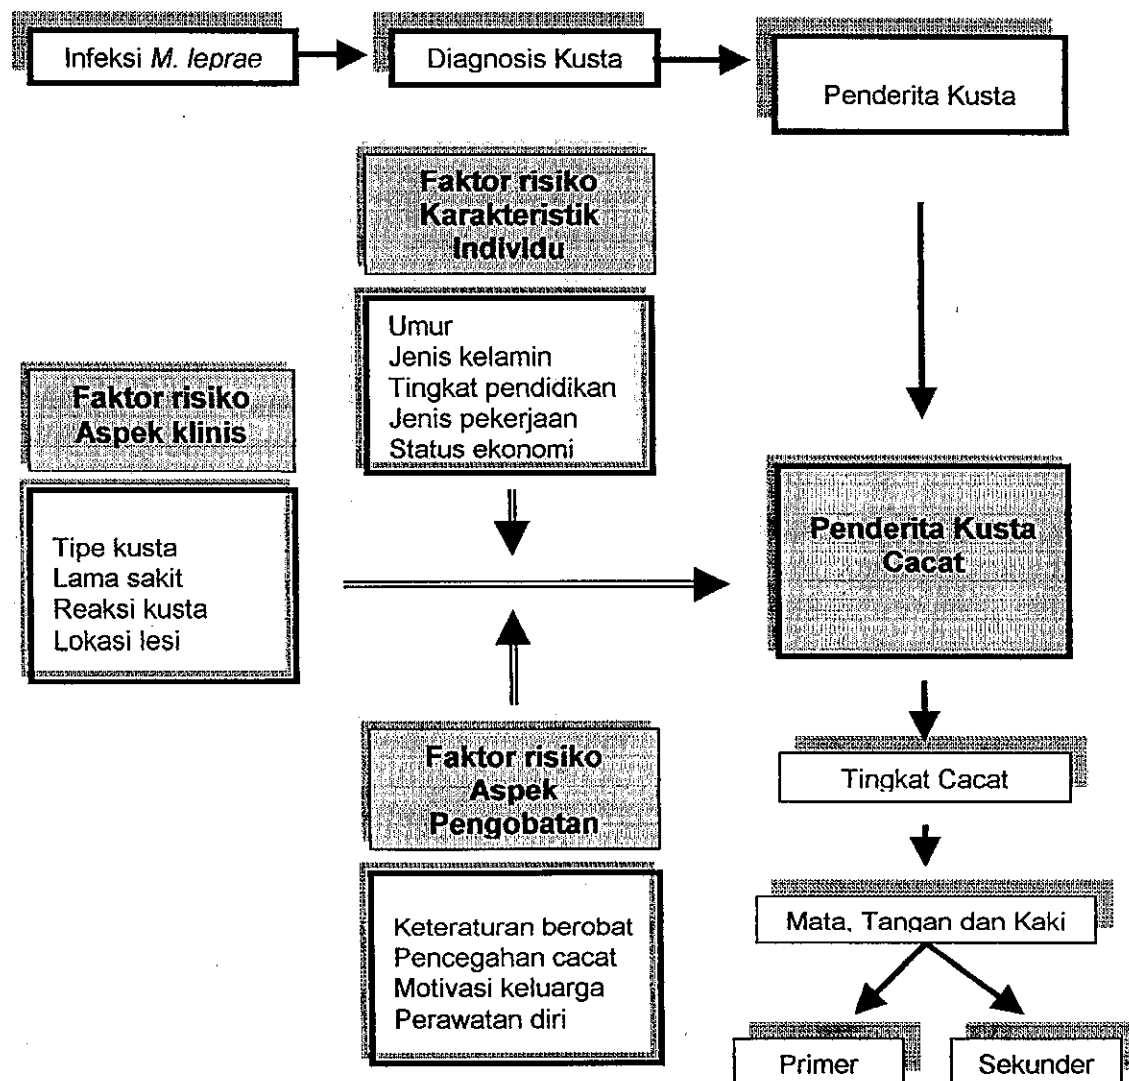 Infeksi M. leprae
Diagnosis Kusta
Penderita Kusta
Faktor risiko
Karakteristik
Individu
Umur
Jenis kelamin
Tingkat pendidikan
Jenis pekerjaan
Status ekonomi
Faktor risiko
Aspek klinis
Tipe kusta
Lama sakit
Reaksi kusta
Lokasi lesi
Penderita Kusta
Cacat
Faktor risiko
Aspek
Pengobatan
Keteraturan berobat
Pencegahan cacat
Motivasi keluarga
Perawatan diri
Tingkat Cacat
Mata, Tangan dan Kaki
Primer
Sekunder